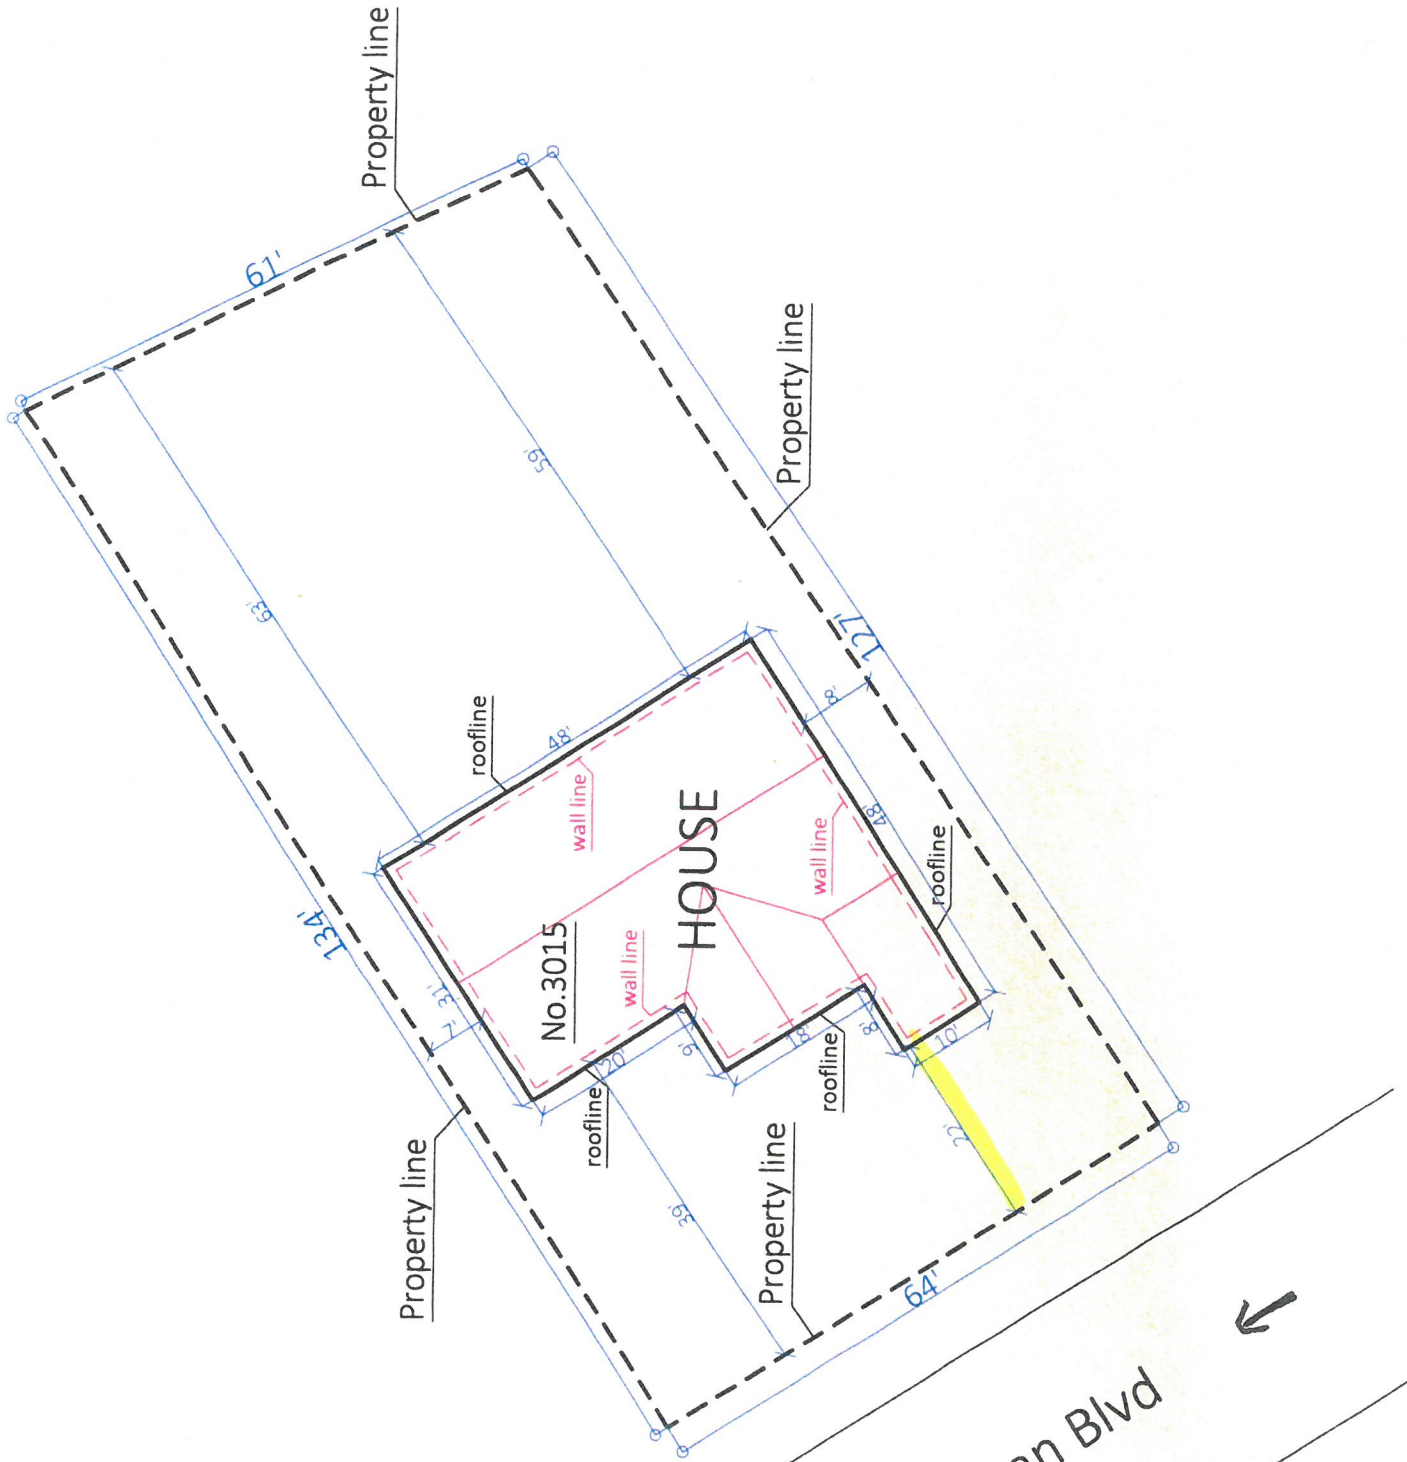 Property line
61'
59'
Property line
63'
roofline
48'
wall line
HOUSE
No.3015
wall line
wall line
8'
127'
48'
roofline
134'
31'
7'
20'
9'
18'
8'
10'
roofline
roofline
22'
39'
Property line
Property line
64'
Blvd